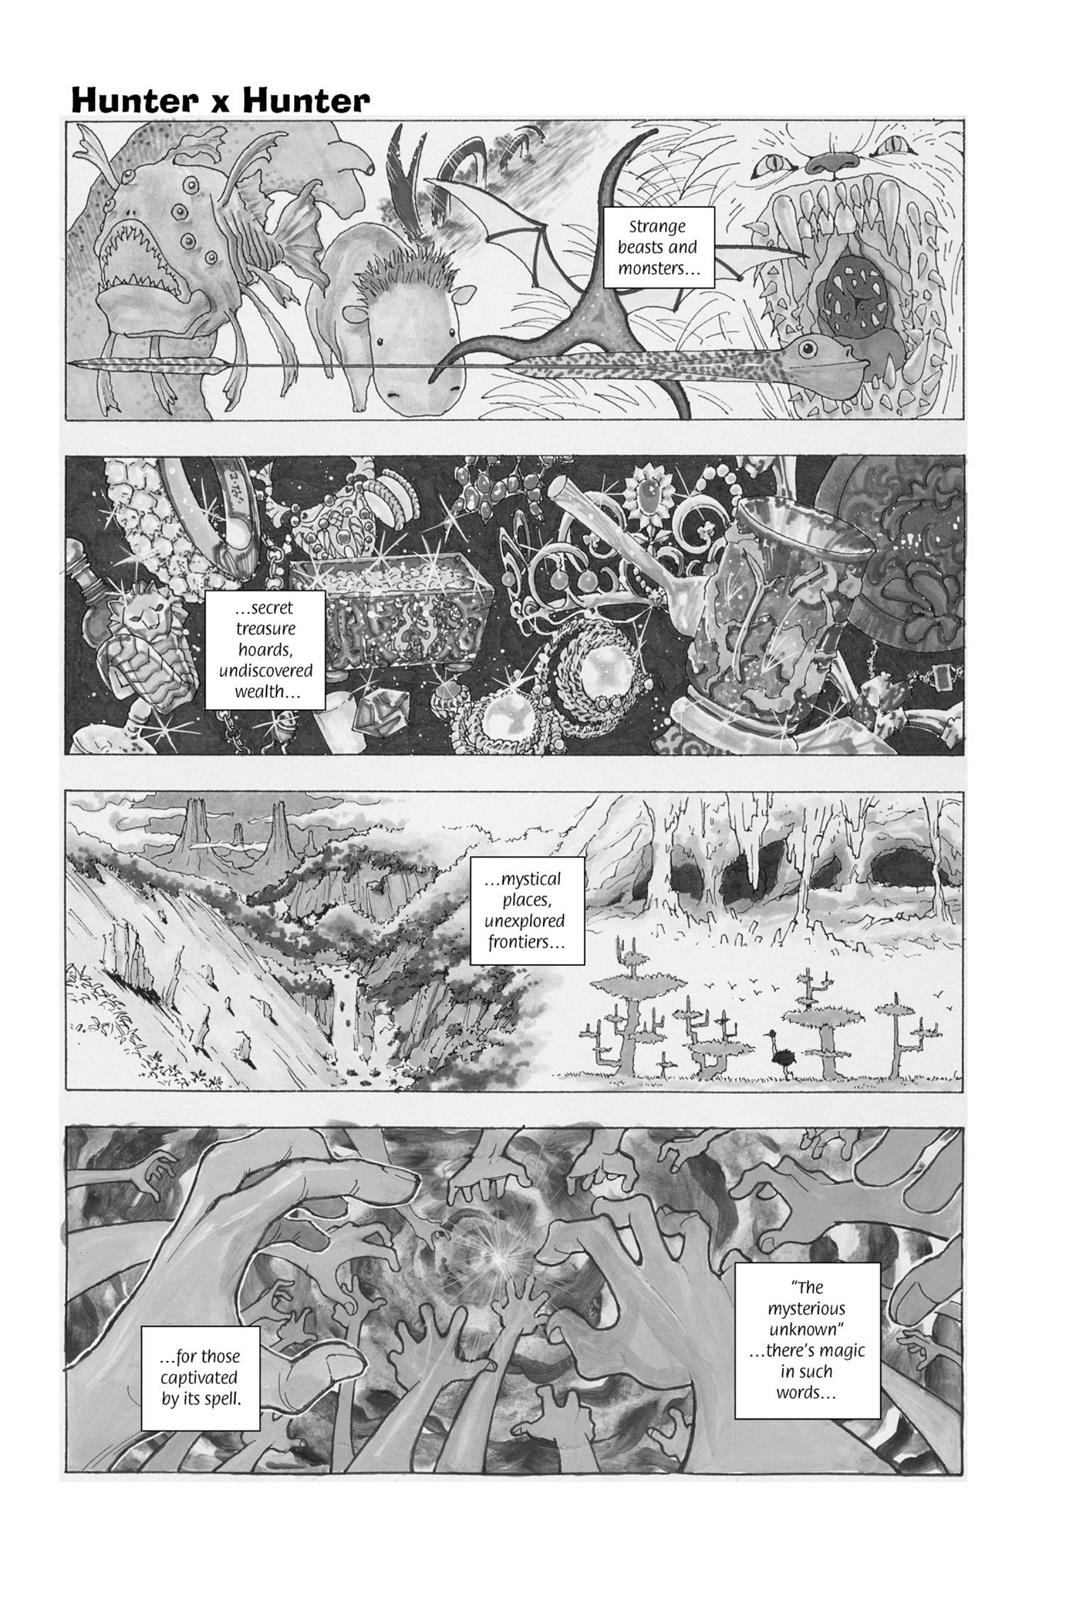 Hunter x Hunter
Strange
beasts and
monsters…
…secret
treasure
hoards,
undiscovered
wealth…
…mystical
places,
unexplored
frontiers…
“The
mysterious
unknown”
…there’s magic
in such
words…
…for those
captivated
by its spell.